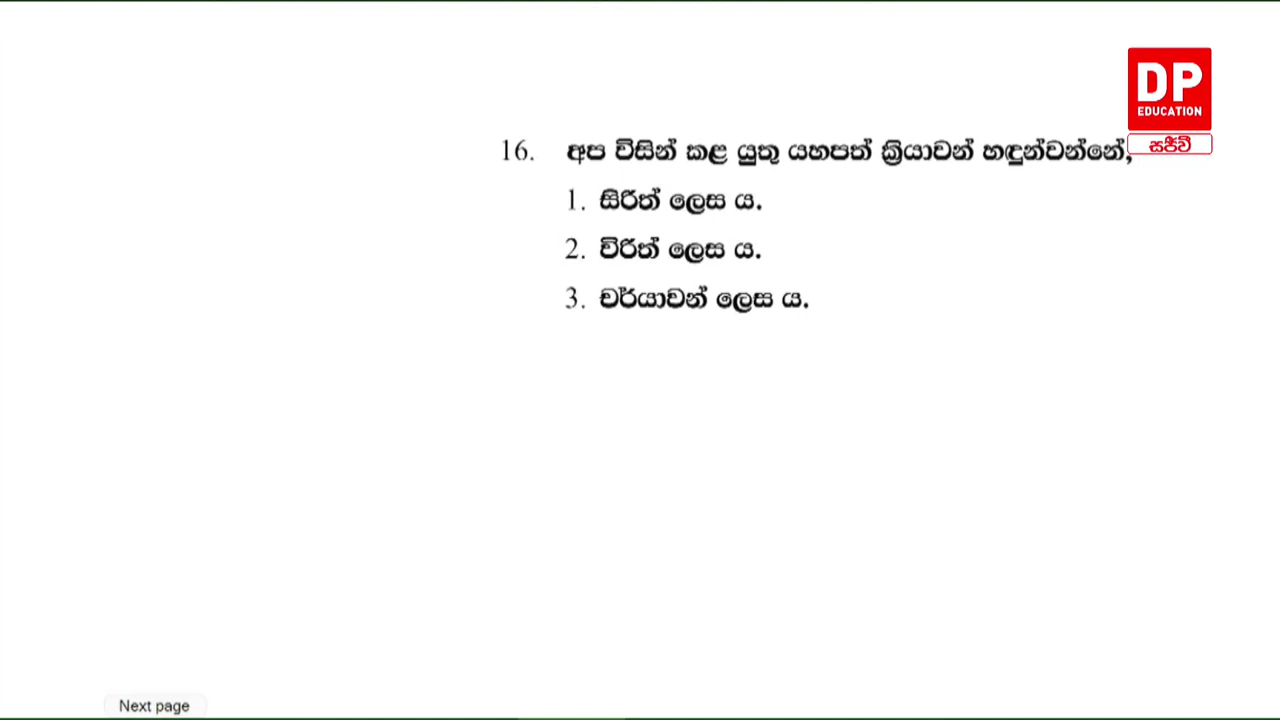 DP
EDUCATION
සජීවී
16. අප විසින් කළ යුතු යහපත් ක්‍රියාවන් හඳුන්වන්නේ,
1. සිරිත් ලෙස ය.
2. විරිත් ලෙස ය.
3. චර්යාවන් ලෙස ය.
Next page